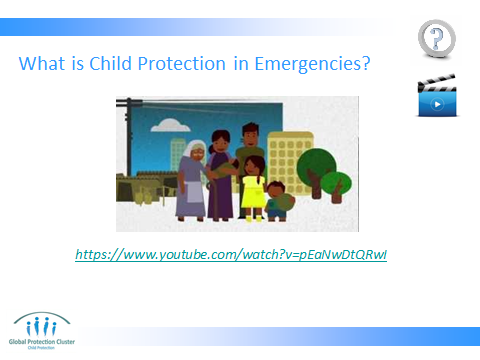 What is Child Protection in Emergencies?
https://www.youtube.com/watch?v=pEaNwDtQRwI
Global Protection Cluster
Child Protection